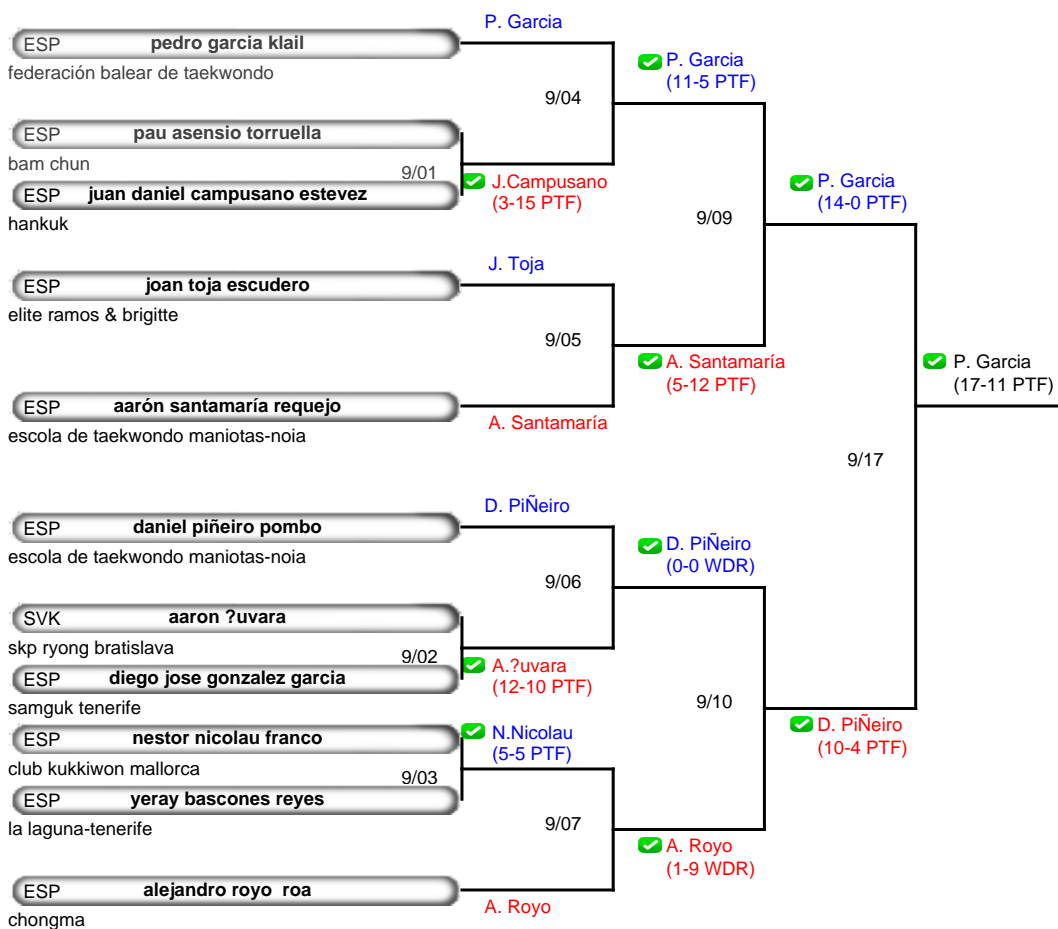 P. Garcia
ESP pedro garcia klail
federación balear de taekwondo
P. Garcia
(11-5 PTF)
9/04
ESP pau asensio torruella
bam chun
9/01
ESP juan daniel campusano estevez
hankuk
J.Campusano
(3-15 PTF)
P. Garcia
(14-0 PTF)
9/09
J. Toja
ESP joan toja escudero
elite ramos & brigitte
9/05
A. Santamaría
(5-12 PTF)
P. Garcia
(17-11 PTF)
ESP aarón santamaría requejo
A. Santamaría
escola de taekwondo maniotas-noia
9/17
D. PiÑeiro
ESP daniel piñeiro pombo
escola de taekwondo maniotas-noia
D. PiÑeiro
(0-0 WDR)
9/06
SVK aaron ?uvara
skp ryong bratislava
9/02
ESP diego jose gonzalez garcia
samguk tenerife
A.?uvara
(12-10 PTF)
9/10
ESP nestor nicolau franco
club kukkiwon mallorca
N.Nicolau
(5-5 PTF)
D. PiÑeiro
(10-4 PTF)
9/03
ESP yeray bascones reyes
la laguna-tenerife
9/07
A. Royo
(1-9 WDR)
ESP alejandro royo roa
A. Royo
chongma